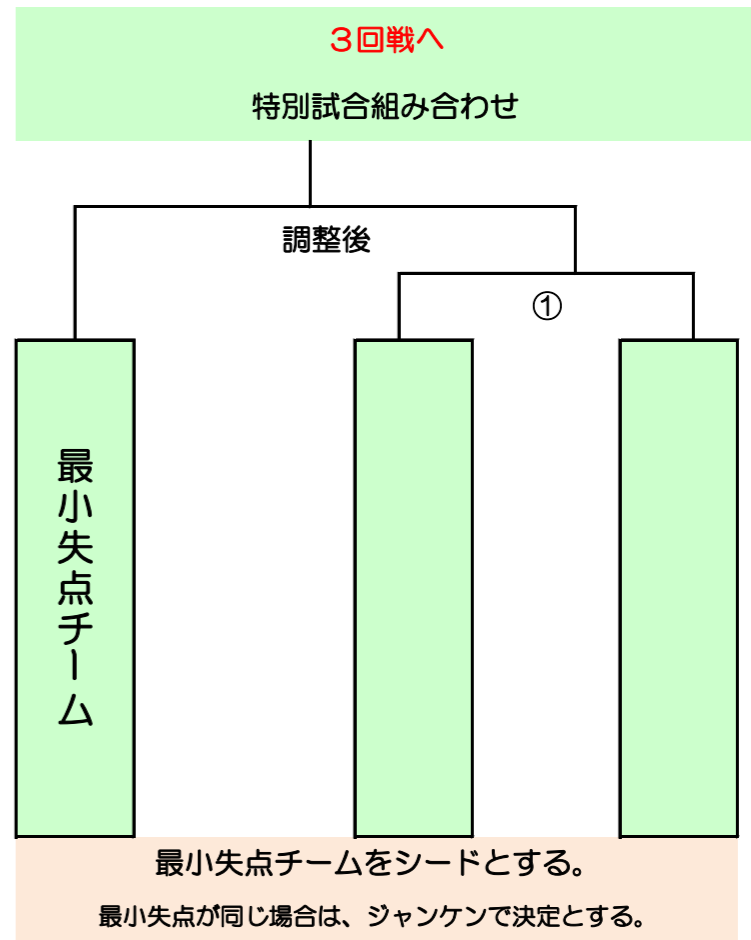 ３回戦へ
特別試合組み合わせ
調整後
①
最小失点チーム
最小失点チームをシードとする。
最小失点が同じ場合は、ジャンケンで決定とする。